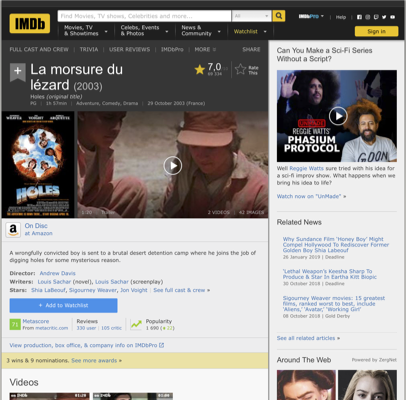 IMDb
Find Movies, TV shows, Celebrities and more...
All
IMDbPro
Help
Movies, TV
& Showtimes
Celebs, Events
& Photos
News &
Community
Watchlist
Sign in
FULL CAST AND CREW | TRIVIA | USER REVIEWS | IMDbPro | MORE
SHARE
La morsure du
lézard (2003)
Holes (original title)
PG | 1h 57min | Adventure, Comedy, Drama | 29 October 2003 (France)
7,0
Rate
This
HOLES
1:20 Trailer
2 VIDEOS | 62 IMAGES
On Disc
at Amazon
A wrongfully convicted boy is sent to a brutal desert detention camp where he joins the job of
digging holes for some mysterious reason.
Director: Andrew Davis
Writers: Louis Sachar (novel), Louis Sachar (screenplay)
Stars: Shia LaBeouf, Sigourney Weaver, Jon Voight | See full cast & crew »
+ Add to Watchlist
71
Metascore
From metacritic.com
Reviews
330 user | 105 critic
Popularity
View production, box office, & company info on IMDbPro
3 wins & 9 nominations. See more awards »
Videos
Can You Make a Sci-Fi Series
Without a Script?
REGGIE WATTS'
PHASIUM
PROTOCOL
Well Reggie Watts sure tried with his idea for
a sci-fi improv show. What happens when we
bring his idea to life?
Watch now on "UnMade" »
Related News
Why Sundance Film 'Honey Boy' Might
Compel Hollywood To Rediscover Former
Golden Boy Shia Labeouf
26 January 2019 | Deadline
'Lethal Weapon's Keesha Sharp To
Produce & Star In Eartha Kitt Biopic
30 October 2018 | Deadline
Sigourney Weaver movies: 15 greatest
films, ranked worst to best, include
'Aliens,' 'Avatar,' 'Working Girl'
08 October 2018 | Gold Derby
See all related articles »
Around The Web
Powered by ZergNet